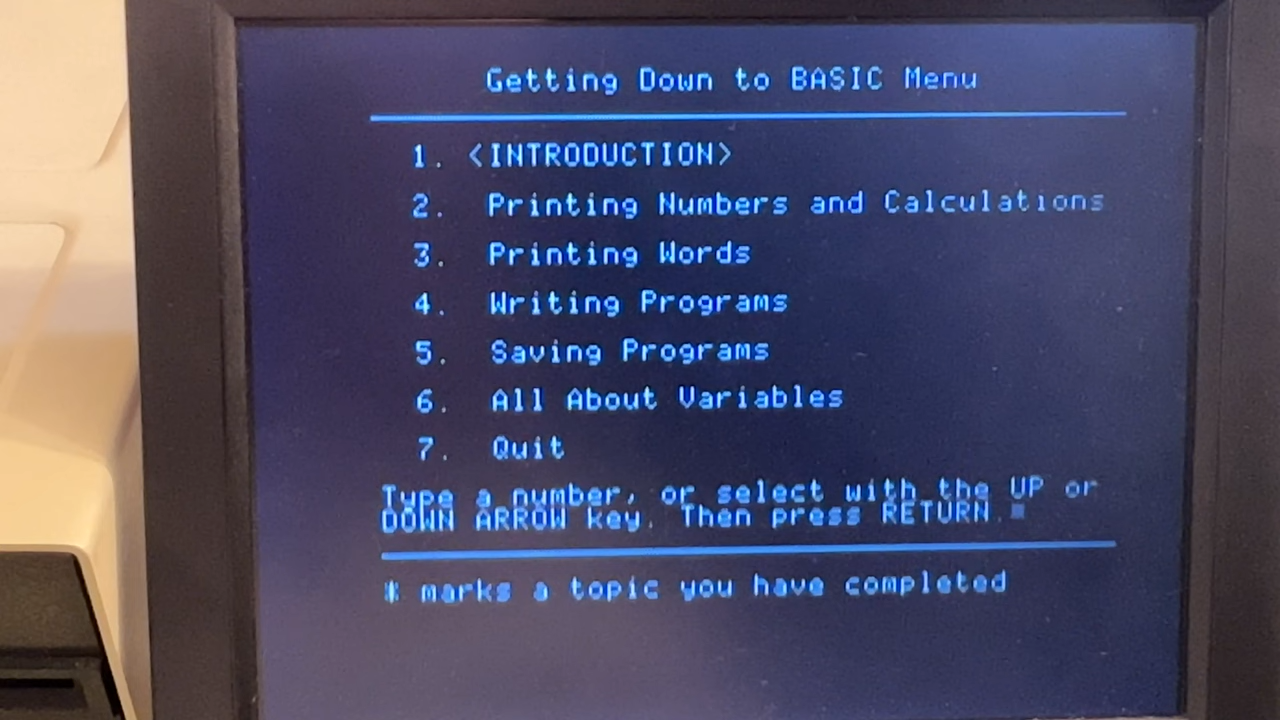 Getting Down to BASIC Menu
1. <INTRODUCTION>
2. Printing Numbers and Calculations
3. Printing Words
4. Writing Programs
5. Saving Programs
6. All About Variables
7. Quit
Type a number, or select with the UP or
DOWN ARROW key. Then press RETURN.
* marks a topic you have completed